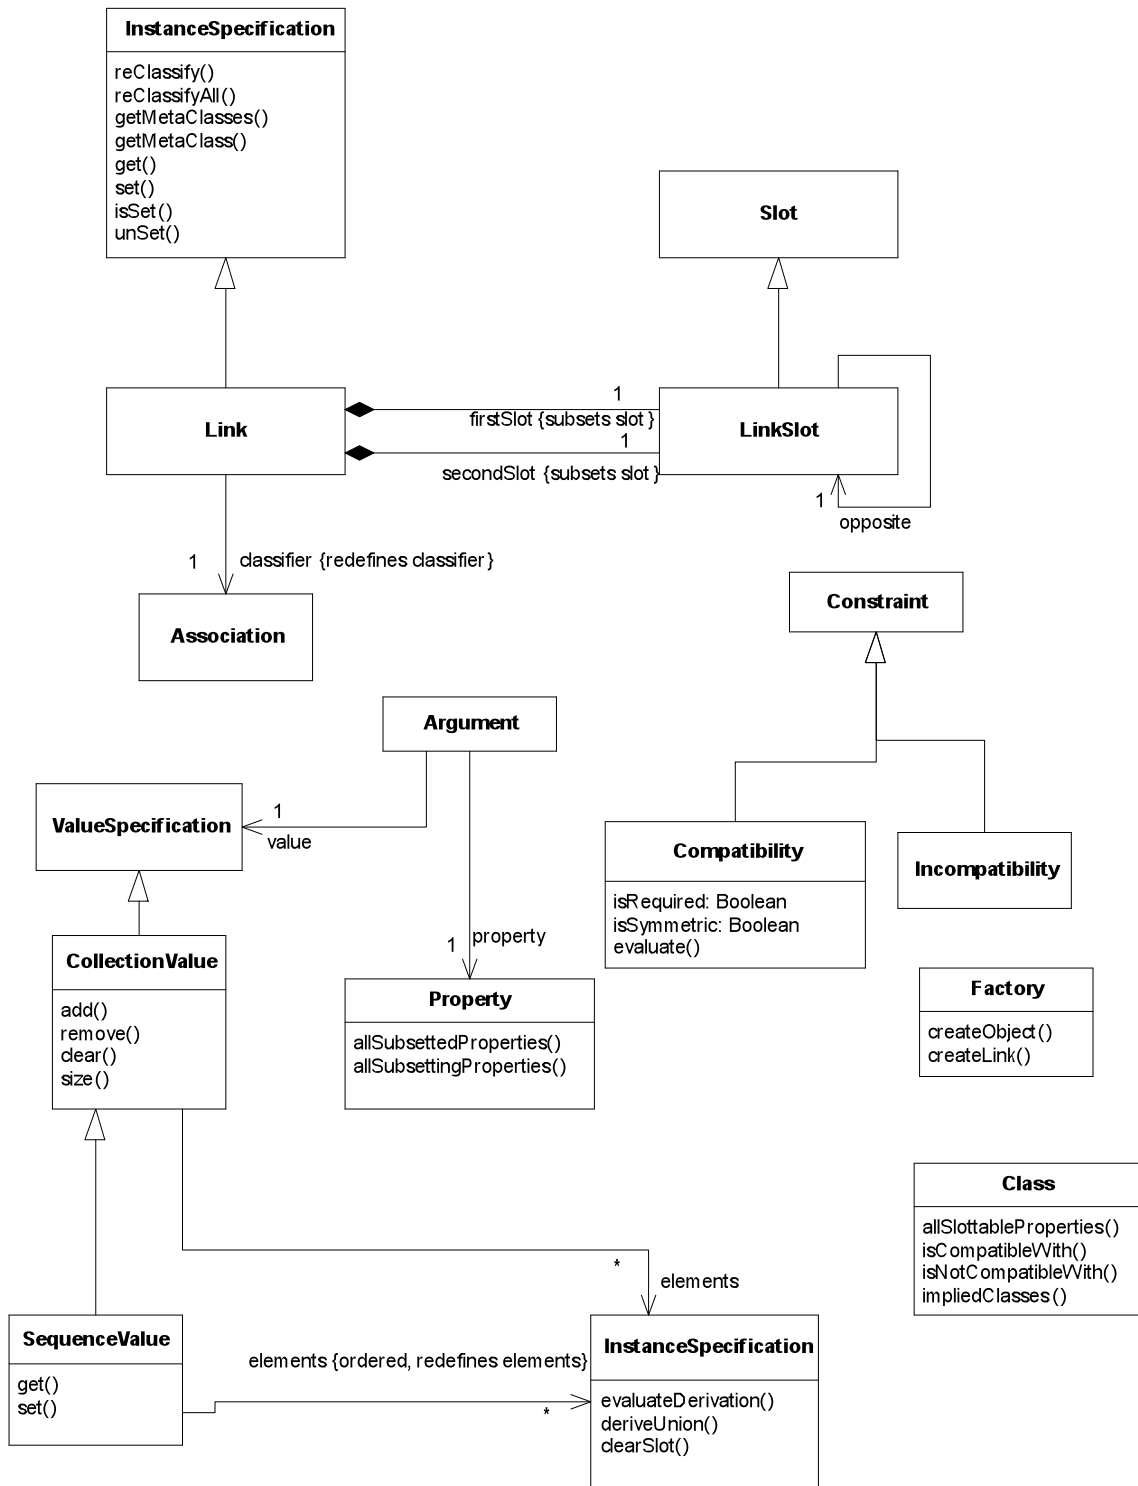 InstanceSpecification
reClassify()
reClassifyAll()
getMetaClasses()
getMetaClass()
get()
set()
isSet()
unSet()
Slot
Link
1
firstSlot {subsets slot}
1
secondSlot {subsets slot}
LinkSlot
1
opposite
1
classifier {redefines classifier}
Association
Constraint
Argument
ValueSpecification
1
value
1
property
Compatibility
isRequired: Boolean
isSymmetric: Boolean
evaluate()
Incompatibility
CollectionValue
add()
remove()
clear()
size()
Property
allSubsettedProperties()
allSubsettingProperties()
Factory
createObject()
createLink()
Class
allSlottableProperties()
isCompatibleWith()
isNotCompatibleWith()
impliedClasses()
*
elements
SequenceValue
get()
set()
elements {ordered, redefines elements}
*
InstanceSpecification
evaluateDerivation()
deriveUnion()
clearSlot()